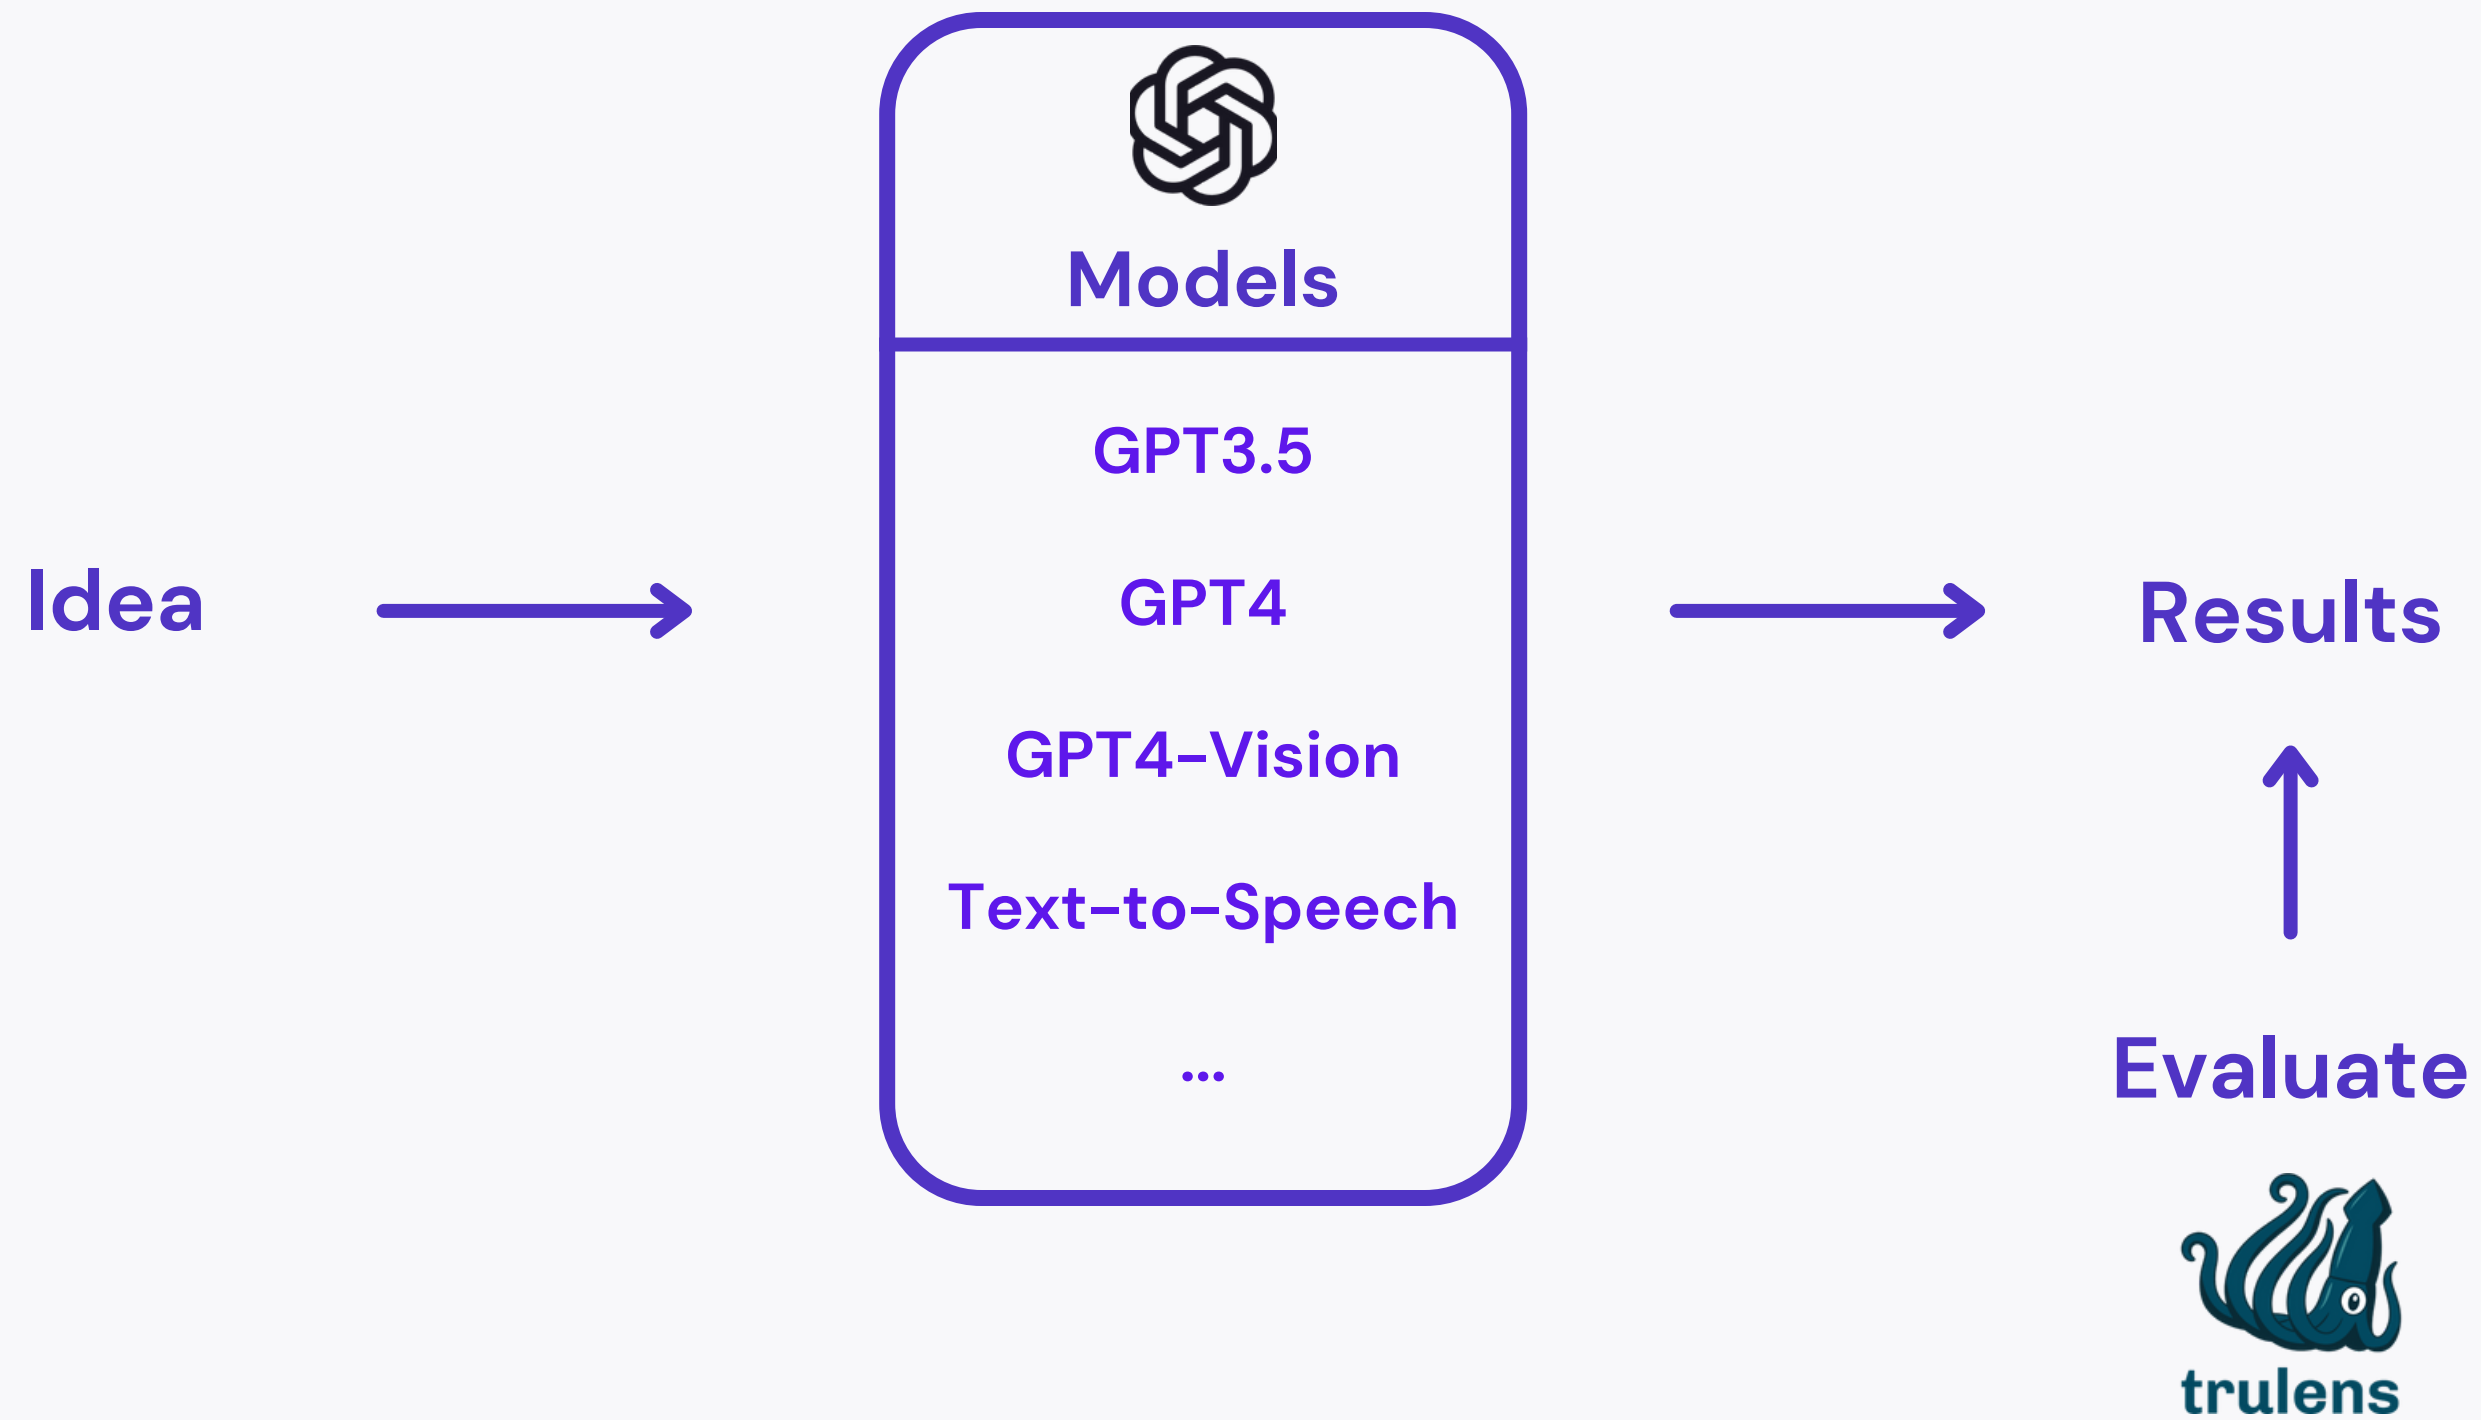 Models
GPT3.5
GPT4
GPT4-Vision
Text-to-Speech
...
Idea
Results
Evaluate
trulens